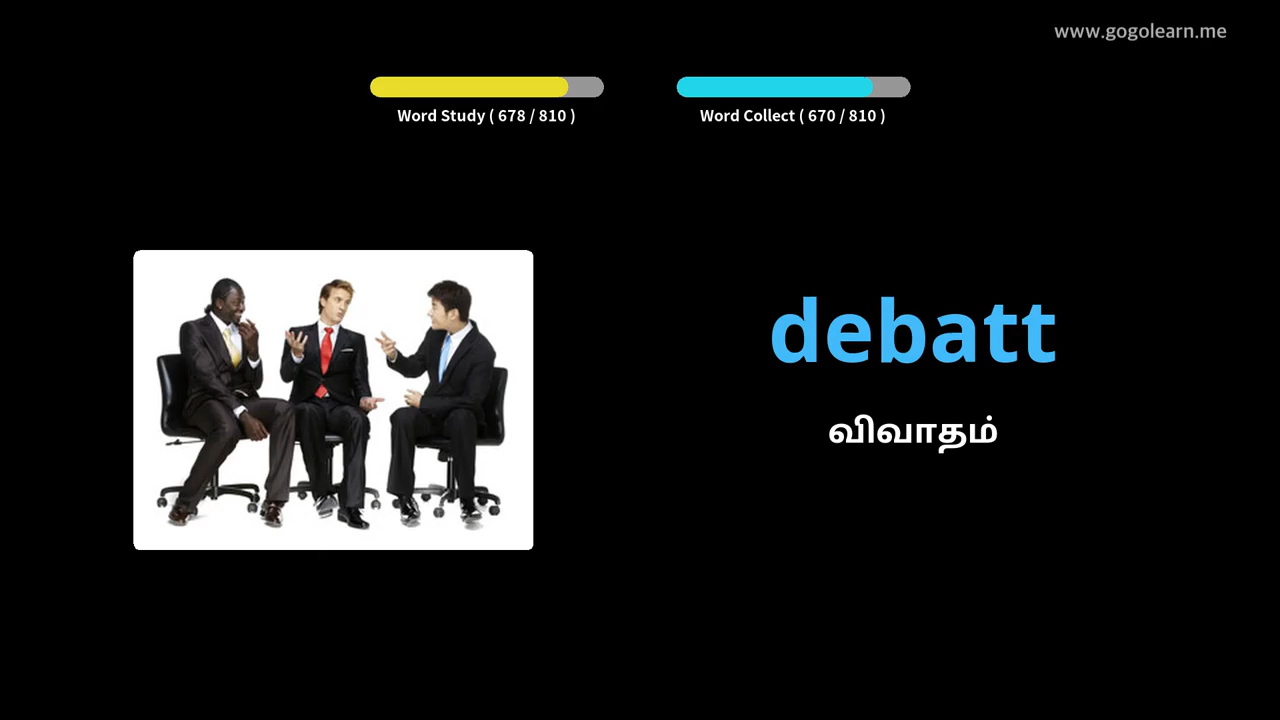 www.gogolearn.me
Word Study ( 678 / 810 )
Word Collect ( 670 / 810 )
debatt
விவாதம்